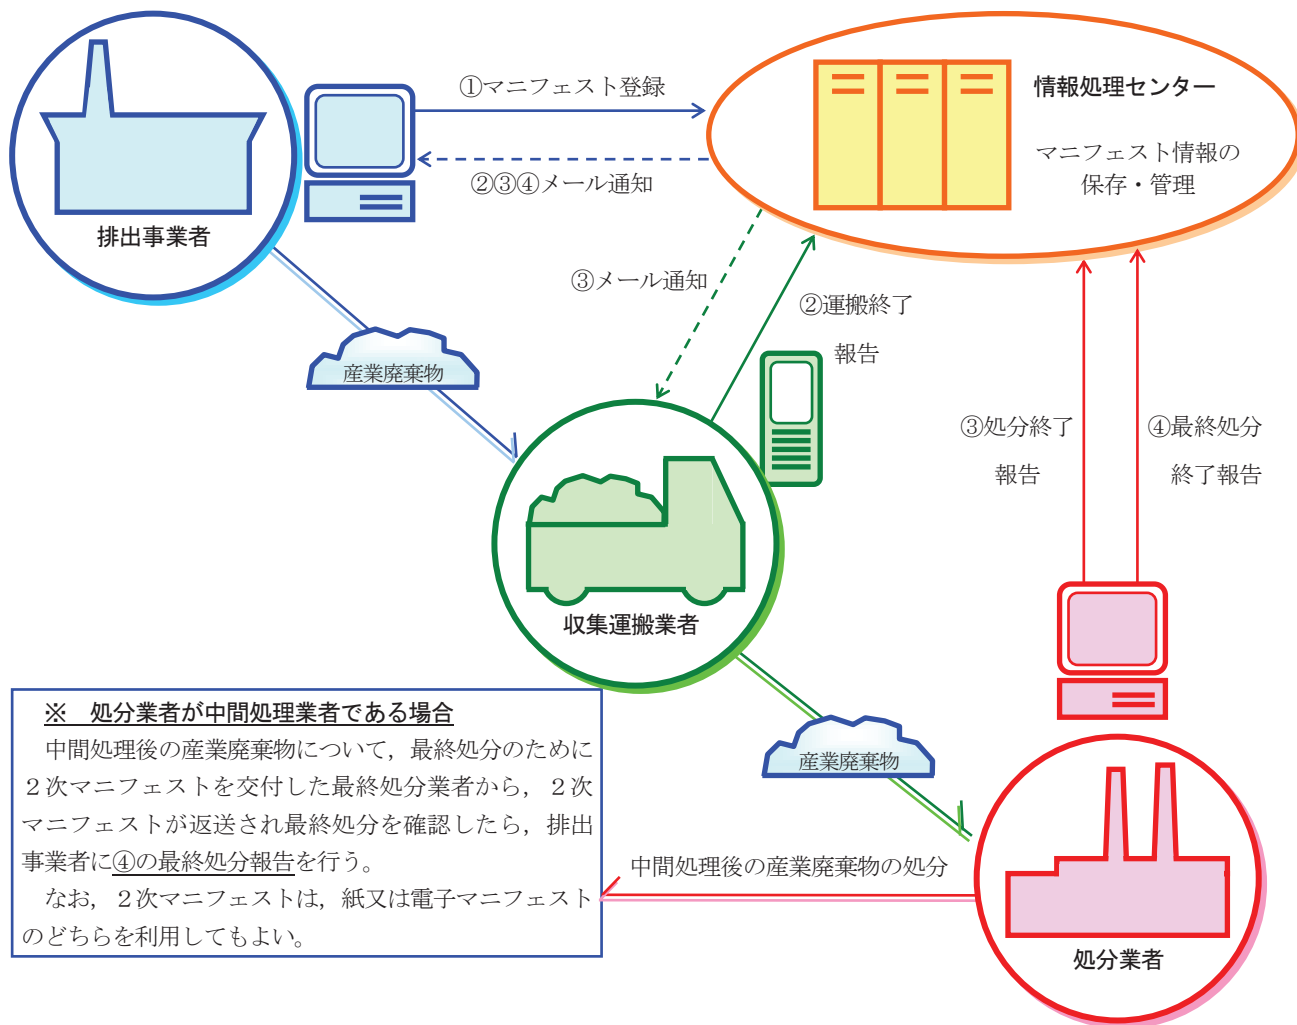 ①マニフェスト登録
情報処理センター
マニフェスト情報の
保存・管理
②③④メール通知
排出事業者
③メール通知
②運搬終了
報告
産業廃棄物
③処分終了
報告
④最終処分
終了報告
収集運搬業者
※　処分業者が中間処理業者である場合
　中間処理後の産業廃棄物について，最終処分のために
２次マニフェストを交付した最終処分業者から，２次
マニフェストが返送され最終処分を確認したら，排出
事業者に④の最終処分報告を行う。
　なお，２次マニフェストは，紙又は電子マニフェスト
のどちらを利用してもよい。
産業廃棄物
中間処理後の産業廃棄物の処分
処分業者